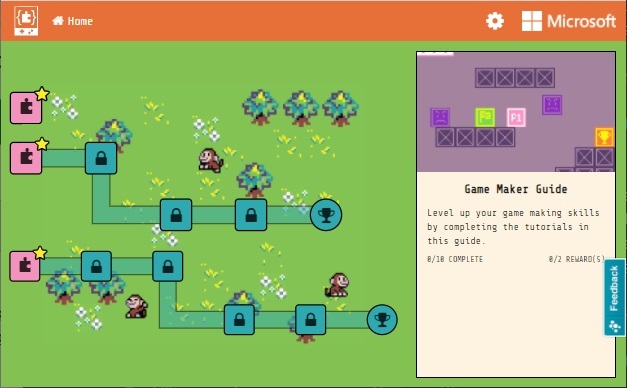 Home
Microsoft
P2
P1
Game Maker Guide
Level up your game making skills
by completing the tutorials in
this guide.
0/10 COMPLETE 0/2 REWARD(S)
Feedback